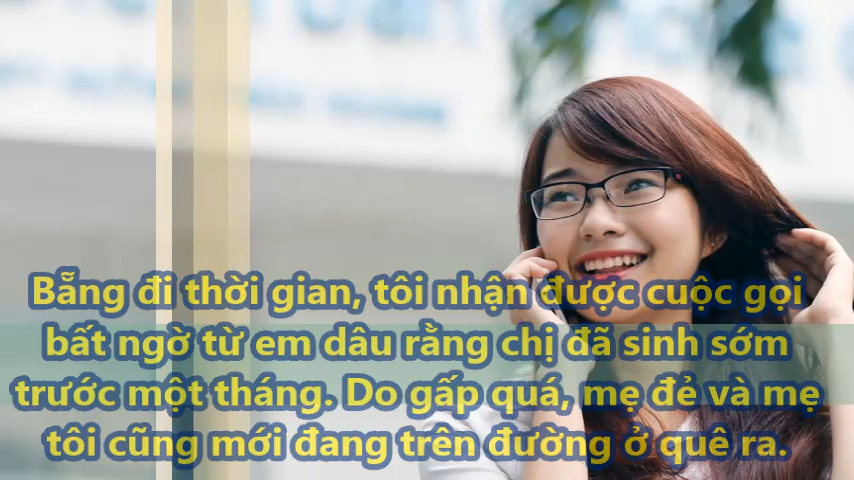 Bẵng đi thời gian, tôi nhận được cuộc gọi
bất ngờ từ em dâu rằng chị đã sinh sớm
trước một tháng. Do gấp quá, mẹ đẻ và mẹ
tôi cũng mới đang trên đường ở quê ra.